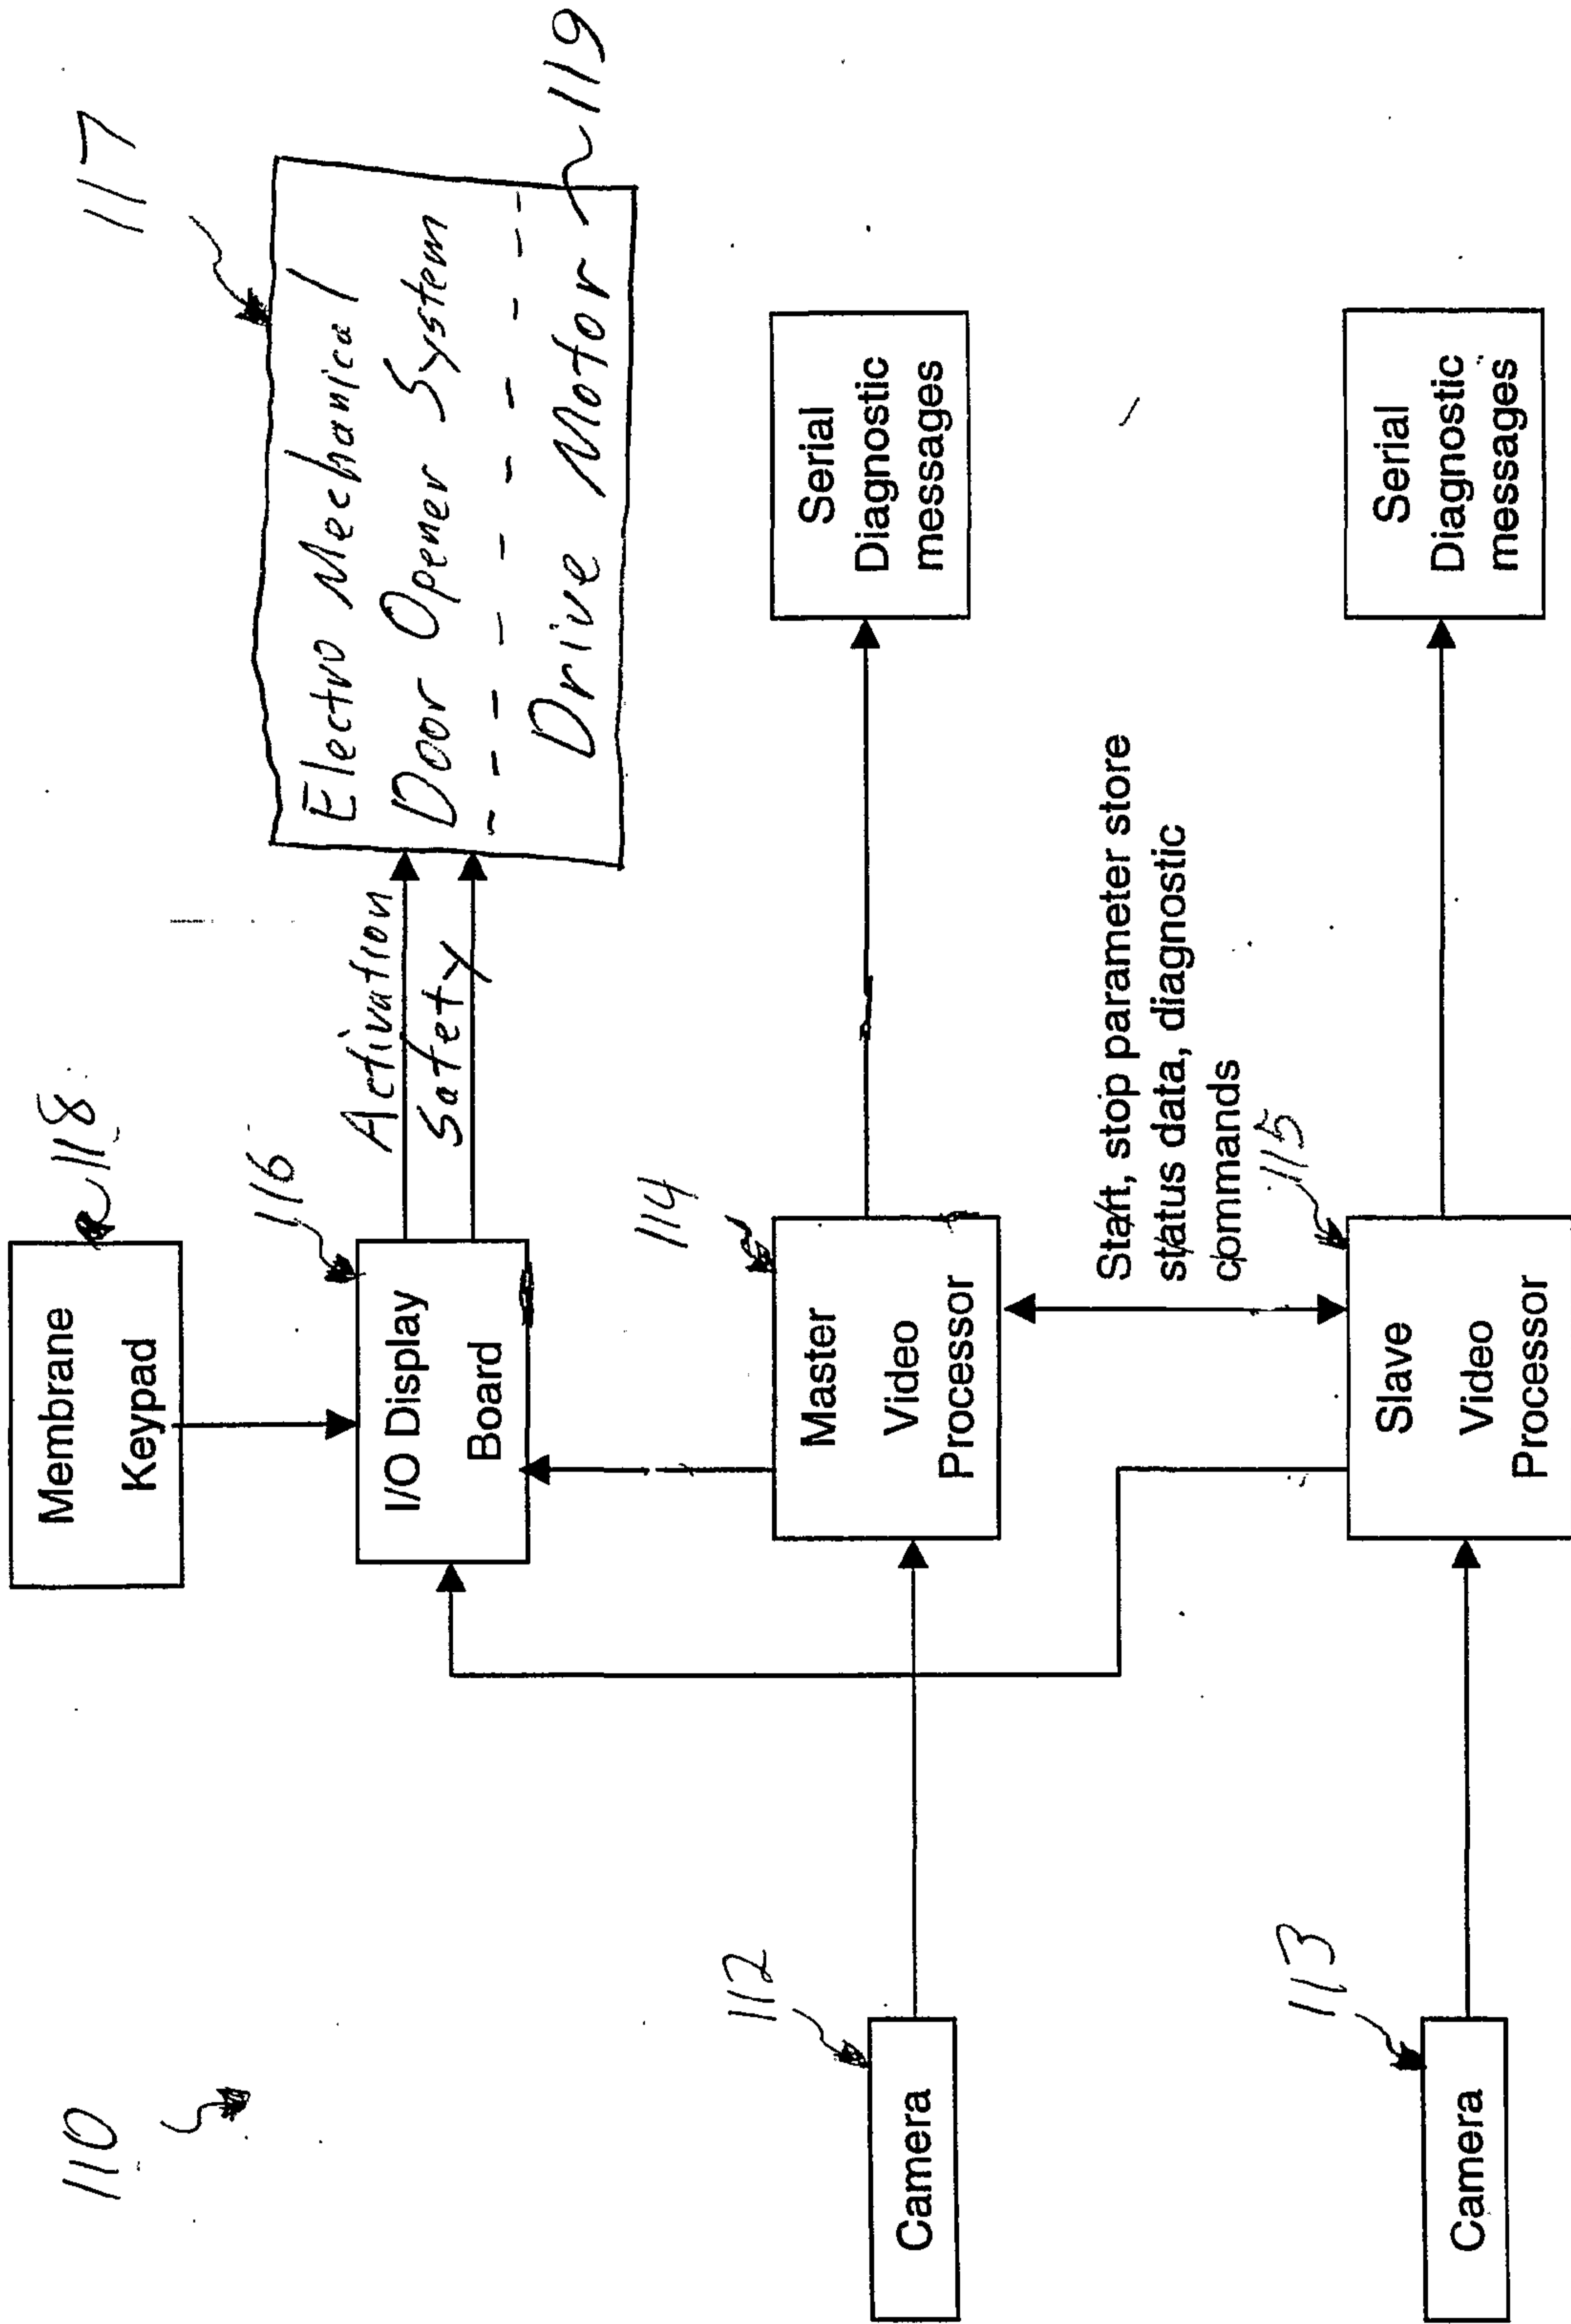 110
Membrane
Keypad
118
117
I/O Display
Board
116
Activation
Safety
Electro Mechanical
Door Opener System
Drive Motor
119
Camera
112
Master
Video
Processor
114
Serial
Diagnostic
messages
Start, stop parameter store
status data, diagnostic
commands
Camera
113
Slave
Video
Processor
115
Serial
Diagnostic
messages